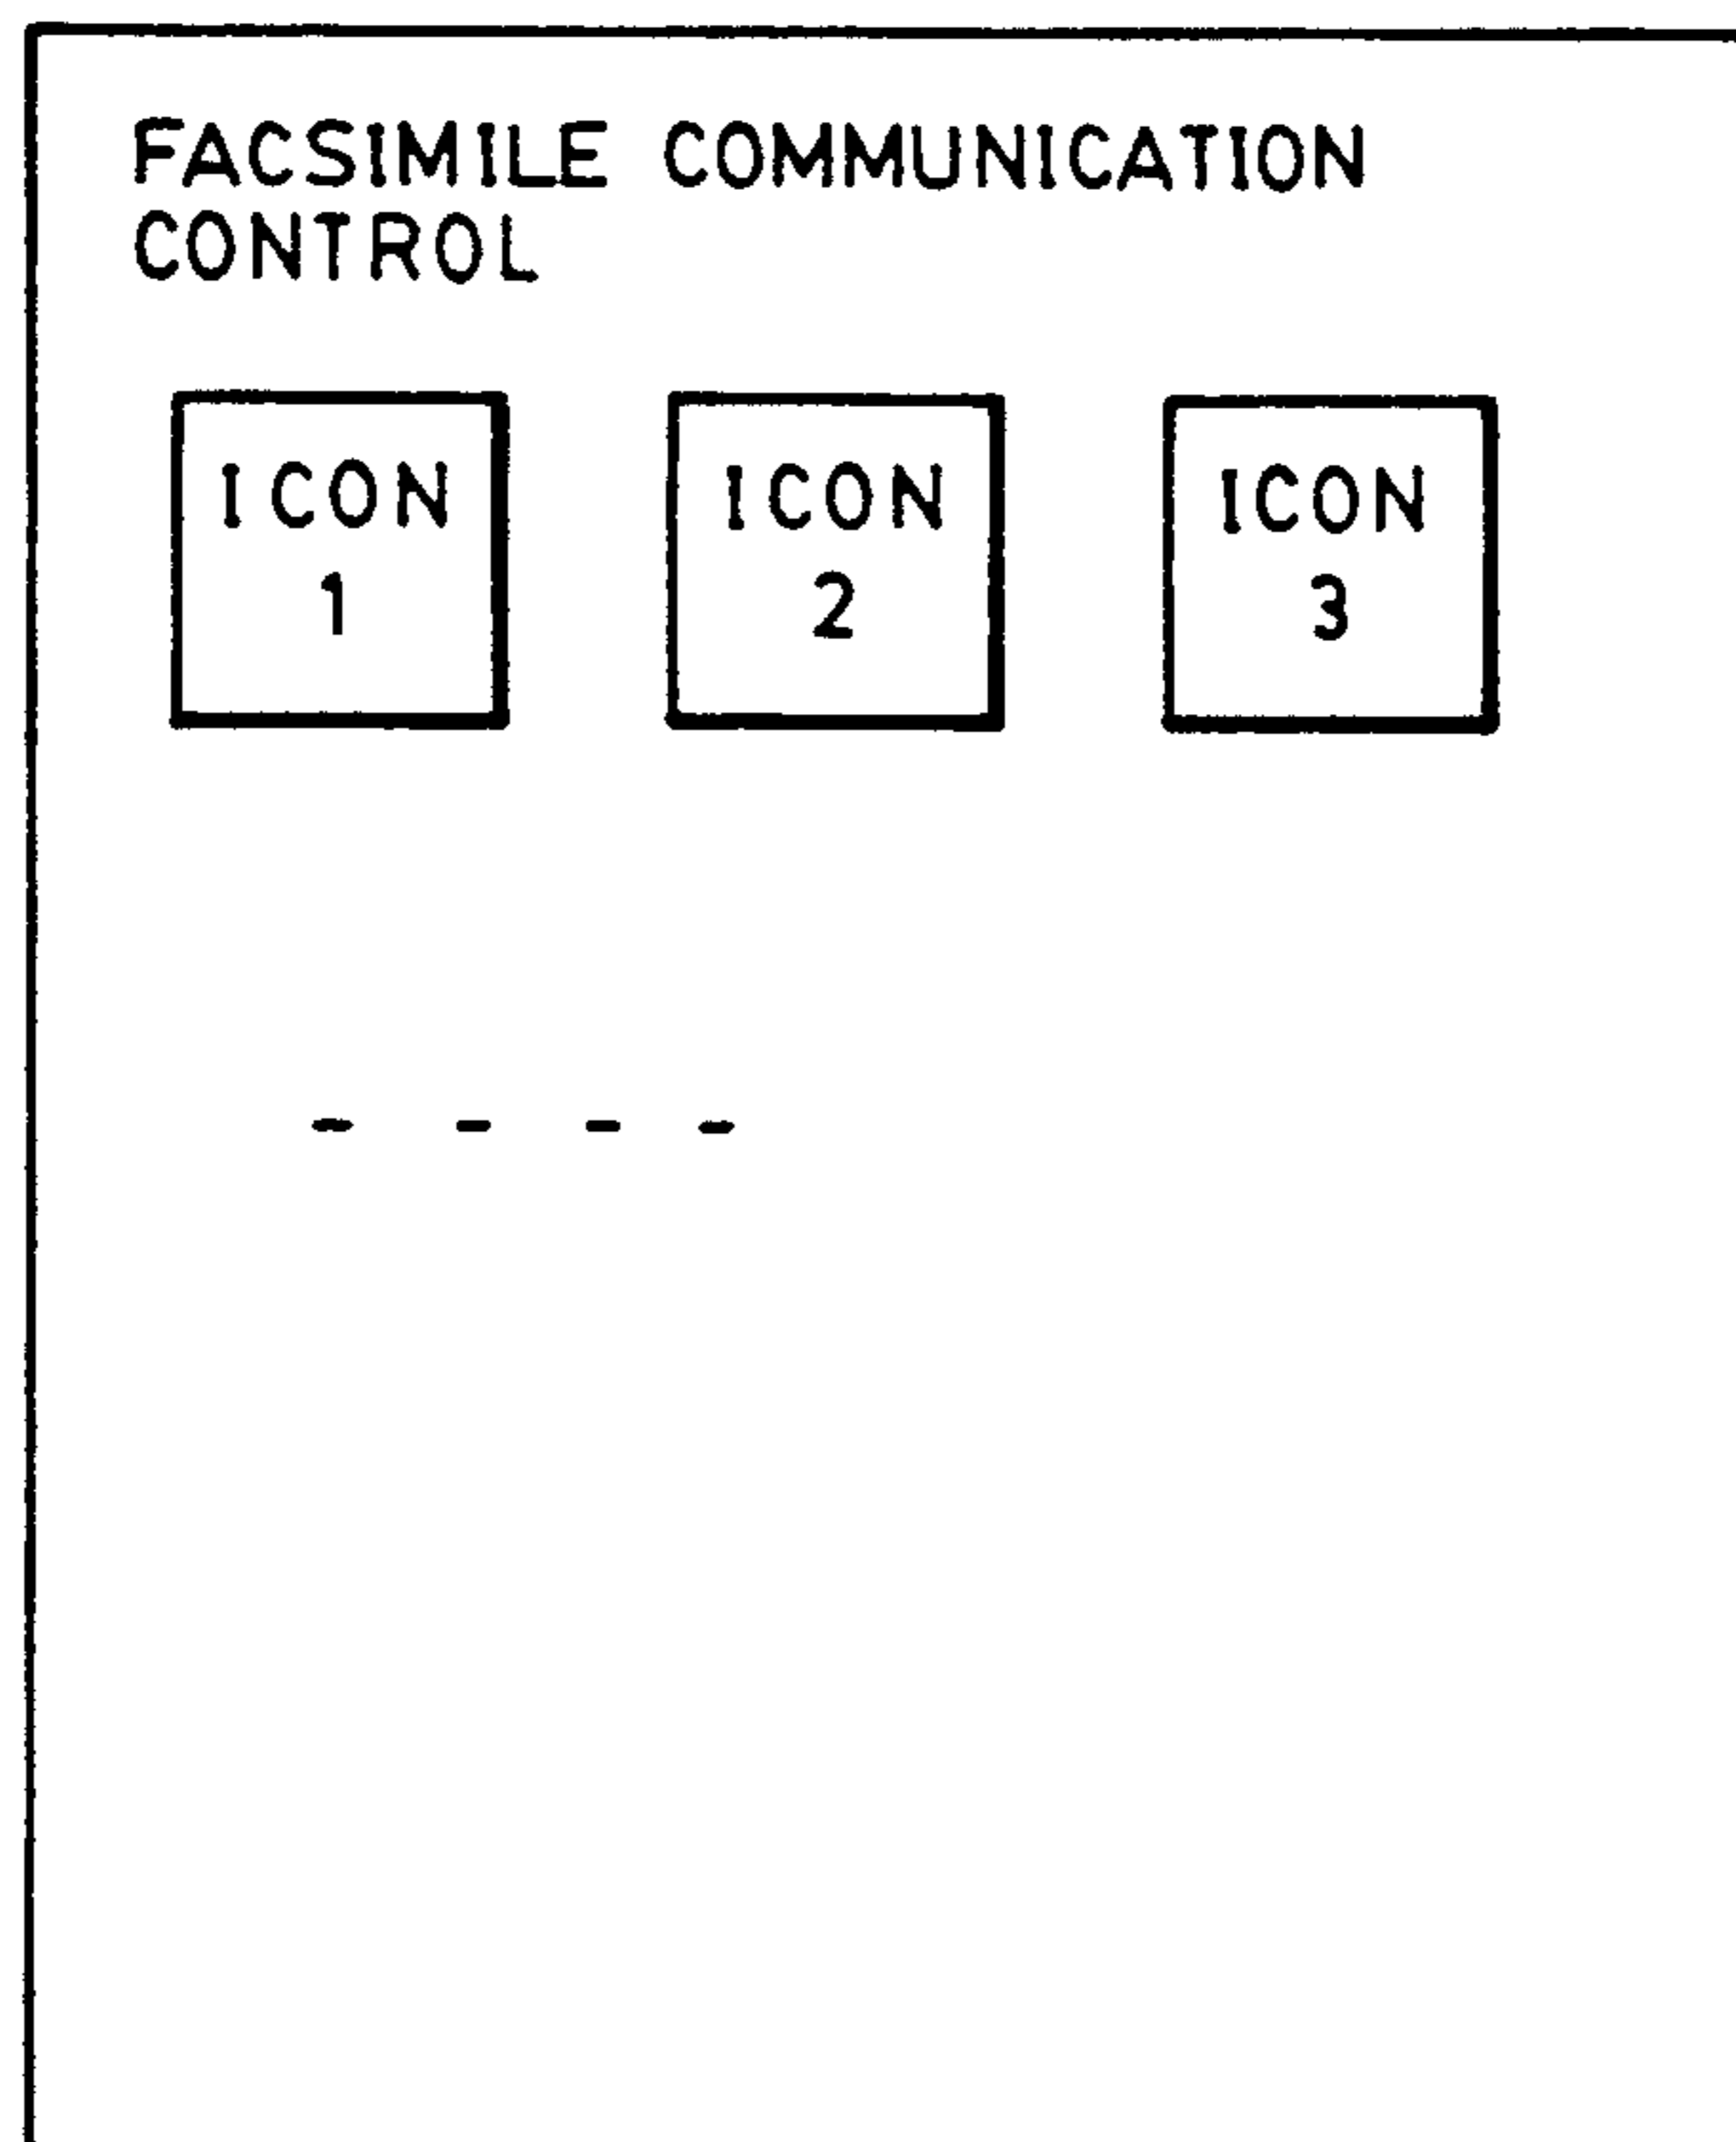 FACSIMILE COMMUNICATION
CONTROL
ICON ICON ICON
1 2 3
- - - -